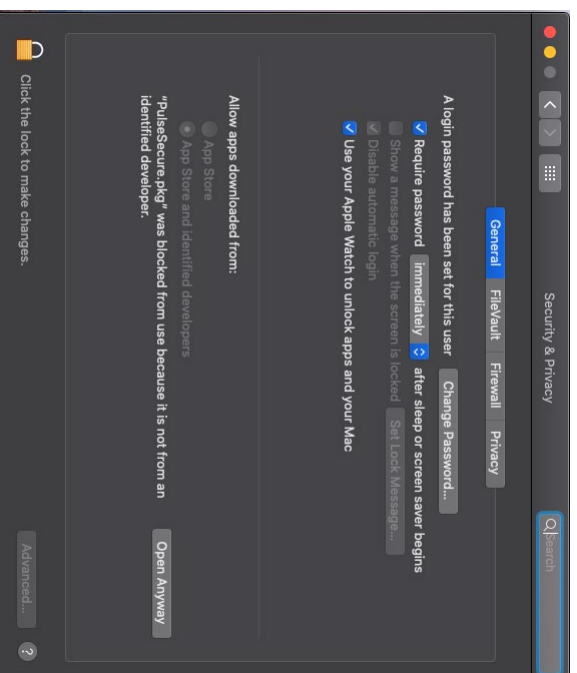 Security & Privacy
Search
General FileVault Firewall Privacy
A login password has been set for this user Change Password...
Require password immediately after sleep or screen saver begins
Show a message when the screen is locked Set Lock Message...
Disable automatic login
Use your Apple Watch to unlock apps and your Mac
Allow apps downloaded from:
App Store
App Store and identified developers
"PulseSecure.pkg" was blocked from use because it is not from an
identified developer.
Open Anyway
Click the lock to make changes.
Advanced...
?